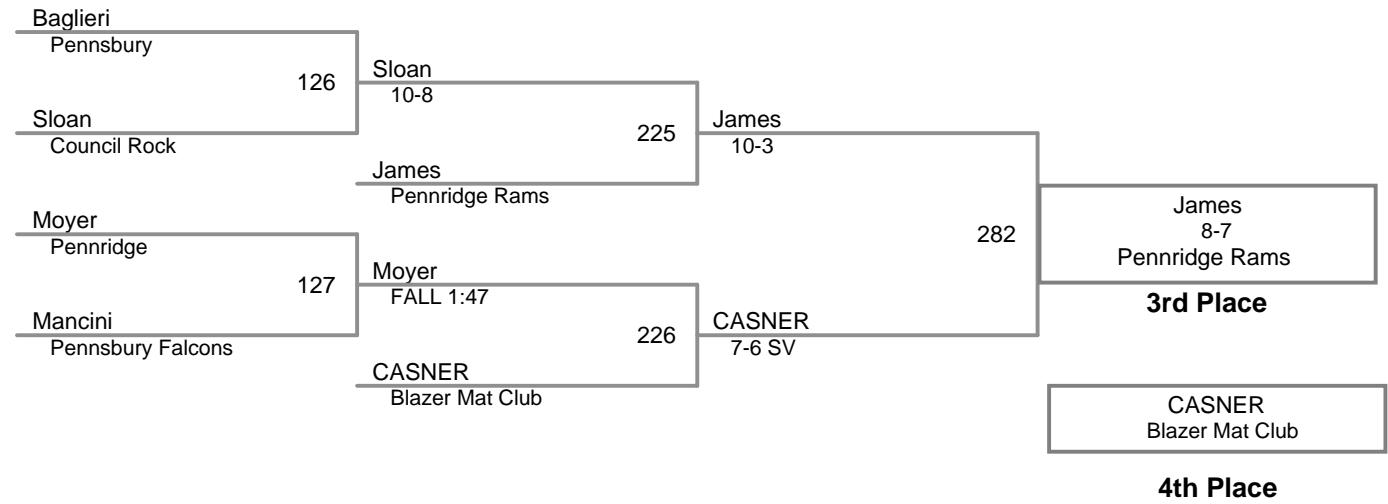 Baglieri
Pennsbury
126
Sloan
10-8
Sloan
Council Rock
225
James
10-3
James
Pennridge Rams
Moyer
Pennridge
282
James
8-7
Pennridge Rams
3rd Place
127
Moyer
FALL 1:47
Mancini
Pennsbury Falcons
226
CASNER
7-6 SV
CASNER
Blazer Mat Club
CASNER
Blazer Mat Club
4th Place